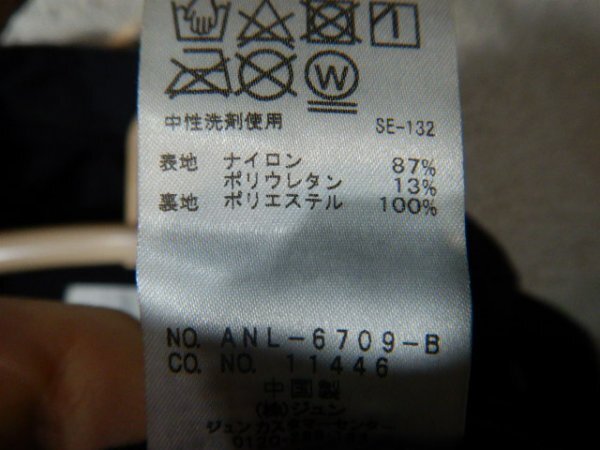 W
中性洗剤使用 SE-132
表地 ナイロン 87%
ポリウレタン 13%
裏地 ポリエステル 100%
NO. ANL-6709-B
CO. NO. 11446
中国製
(株)ジュン
ジュンカスタマーセンター